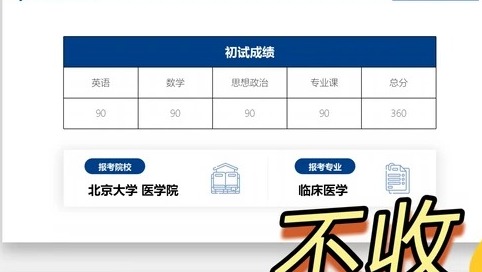 初试成绩
英语 数学 思想政治 专业课 总分
90 90 90 90 360
报考院校 报考专业
北京大学 医学院 临床医学
不收